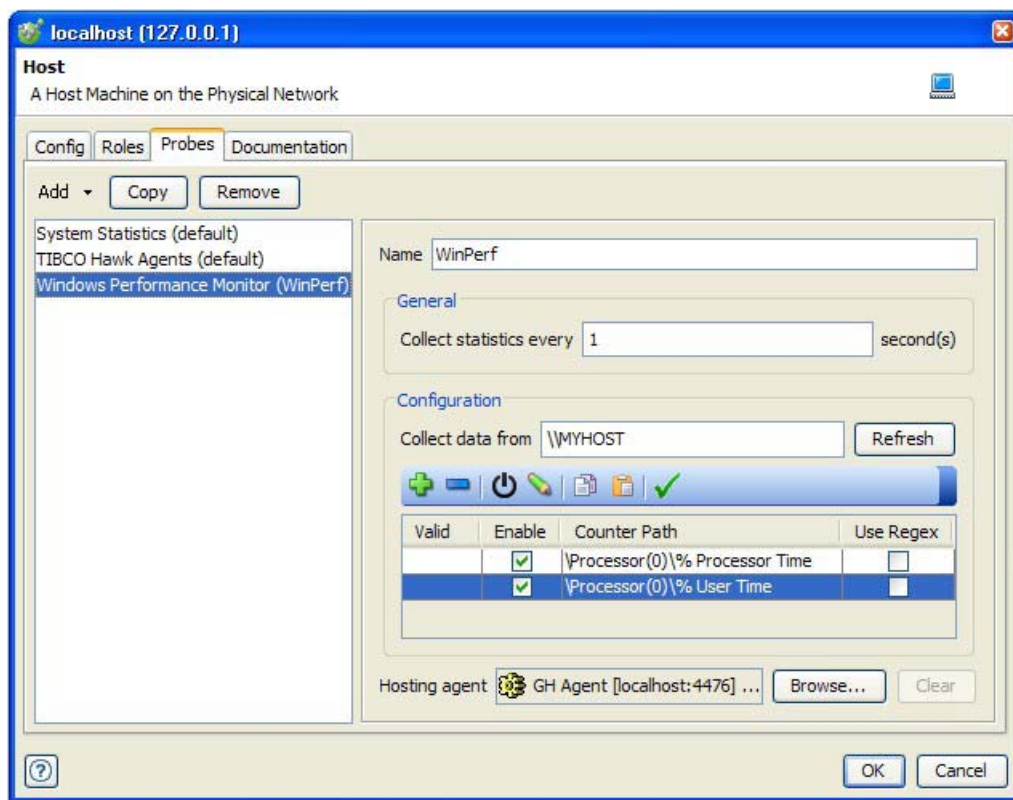 localhost (127.0.0.1)
Host
A Host Machine on the Physical Network
Config Roles Probes Documentation
Add Copy Remove
System Statistics (default)
TIBCO Hawk Agents (default)
Windows Performance Monitor (WinPerf)
Name WinPerf
General
Collect statistics every 1 second(s)
Configuration
Collect data from \\MYHOST Refresh
Valid Enable Counter Path Use Regex
\Processor(0)\% Processor Time
\Processor(0)\% User Time
Hosting agent GH Agent [localhost:4476] ... Browse... Clear
? OK Cancel